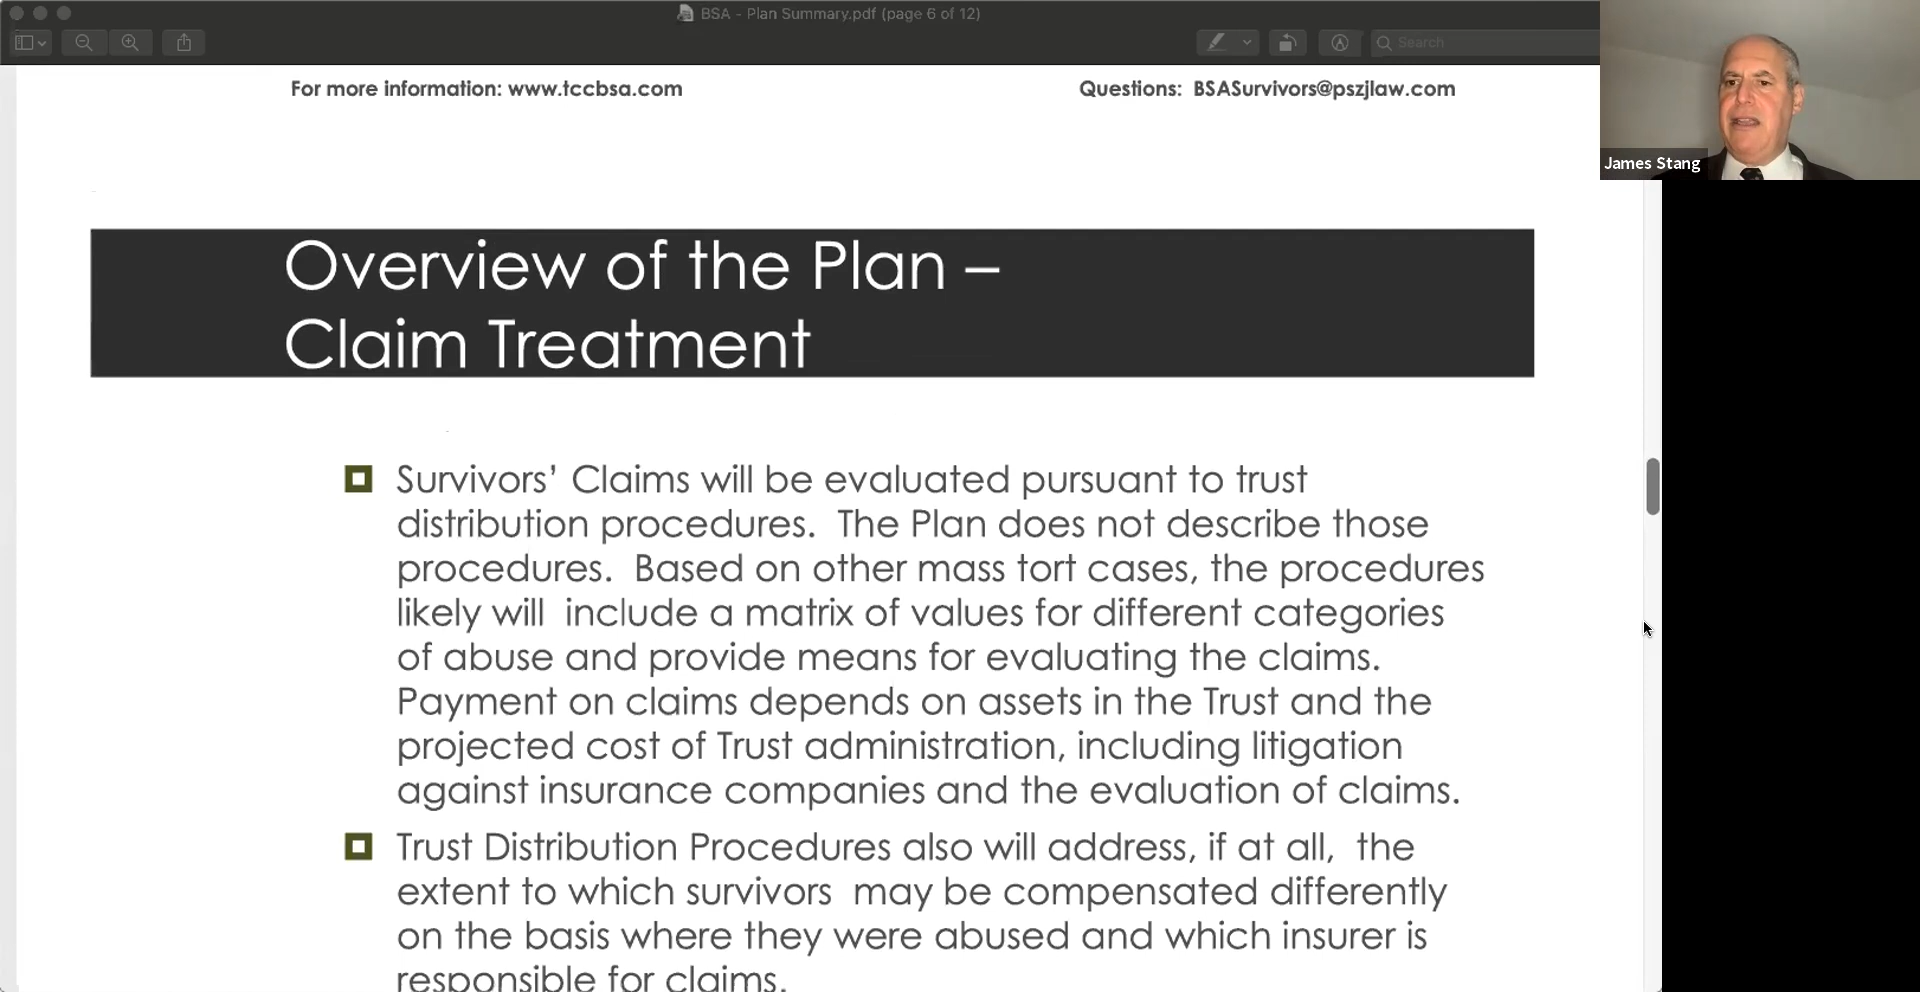 BSA - Plan Summary.pdf (page 6 of 12)
Search
For more information: www.tccbsa.com
Questions: BSASurvivors@pszjlaw.com
James Stang
Overview of the Plan –
Claim Treatment
Survivors’ Claims will be evaluated pursuant to trust
distribution procedures. The Plan does not describe those
procedures. Based on other mass tort cases, the procedures
likely will include a matrix of values for different categories
of abuse and provide means for evaluating the claims.
Payment on claims depends on assets in the Trust and the
projected cost of Trust administration, including litigation
against insurance companies and the evaluation of claims.
Trust Distribution Procedures also will address, if at all, the
extent to which survivors may be compensated differently
on the basis where they were abused and which insurer is
responsible for claims.